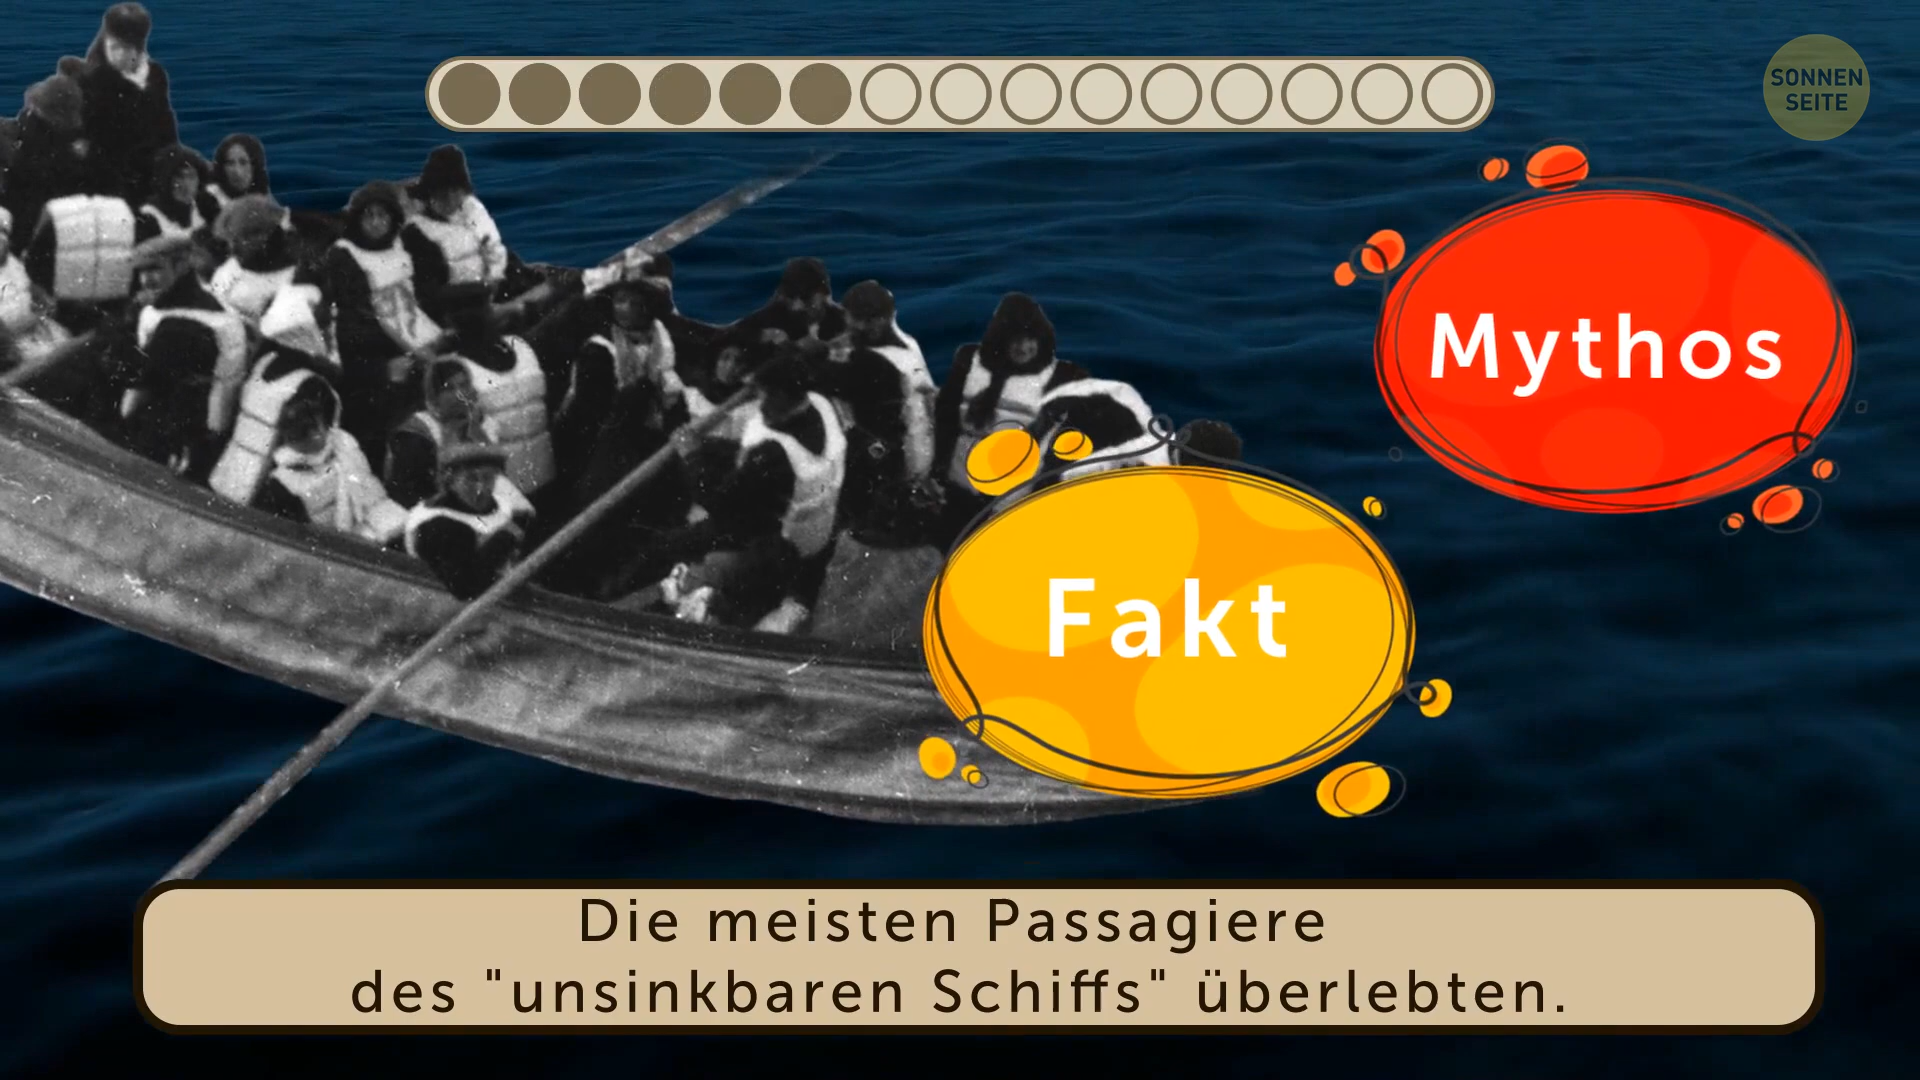 SONNEN
SEITE
Mythos
Fakt
Die meisten Passagiere
des "unsinkbaren Schiffs" überlebten.